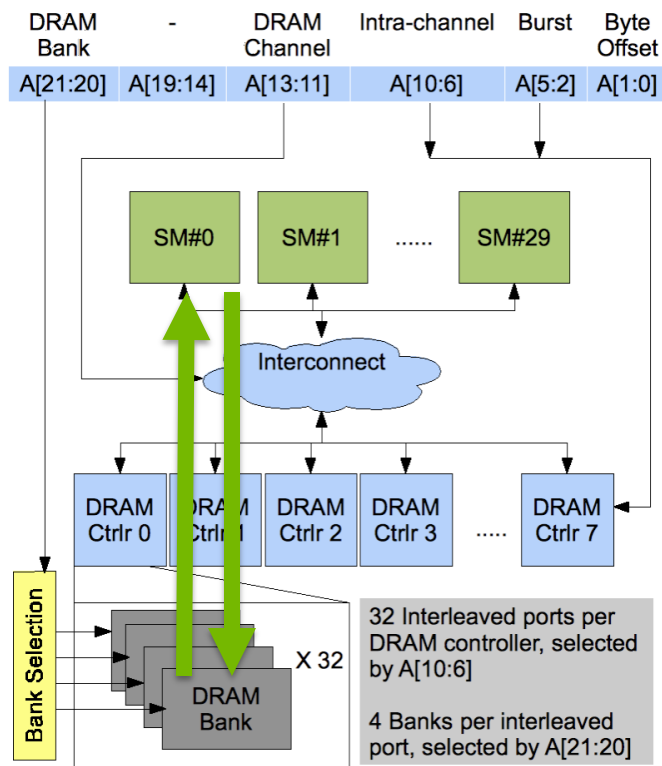 DRAM Bank
-
DRAM Channel
Intra-channel
Burst
Byte Offset
A[21:20]
A[19:14]
A[13:11]
A[10:6]
A[5:2]
A[1:0]
SM#0
SM#1
......
SM#29
Interconnect
DRAM
Ctrlr 0
DRAM
Ctrlr 1
DRAM
Ctrlr 2
DRAM
Ctrlr 3
.....
DRAM
Ctrlr 7
Bank Selection
X 32
DRAM
Bank
32 Interleaved ports per
DRAM controller, selected
by A[10:6]
4 Banks per interleaved
port, selected by A[21:20]